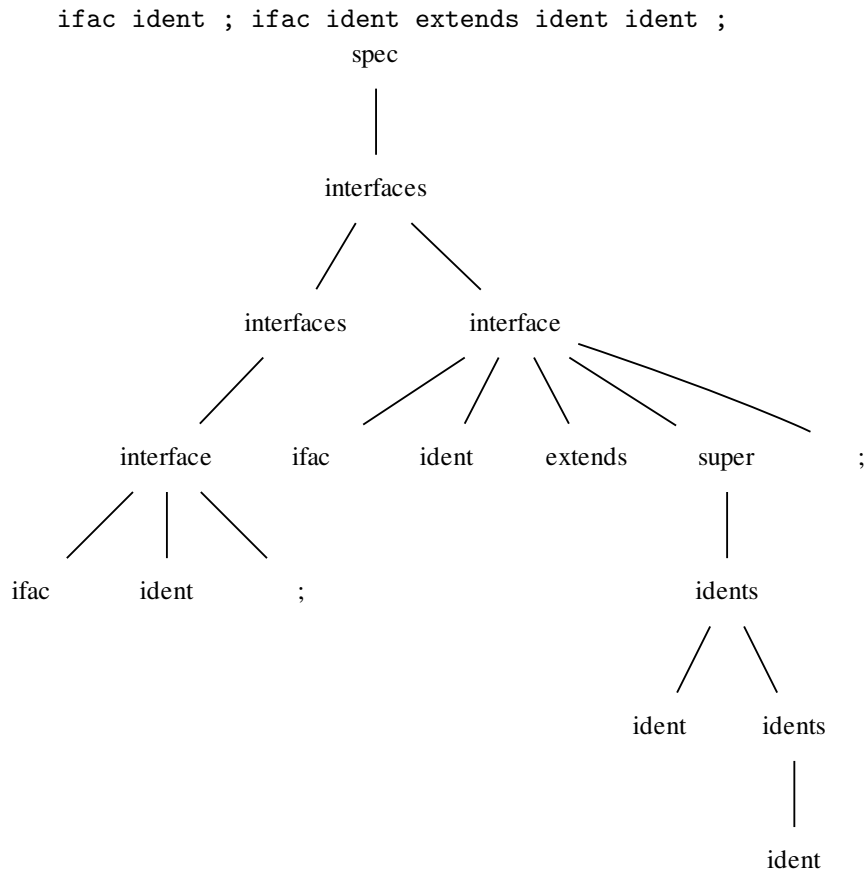 ifac ident ; ifac ident extends ident ident ;
spec
interfaces
interfaces interface
interface ifac ident extends super ;
ifac ident ; idents
ident idents
ident